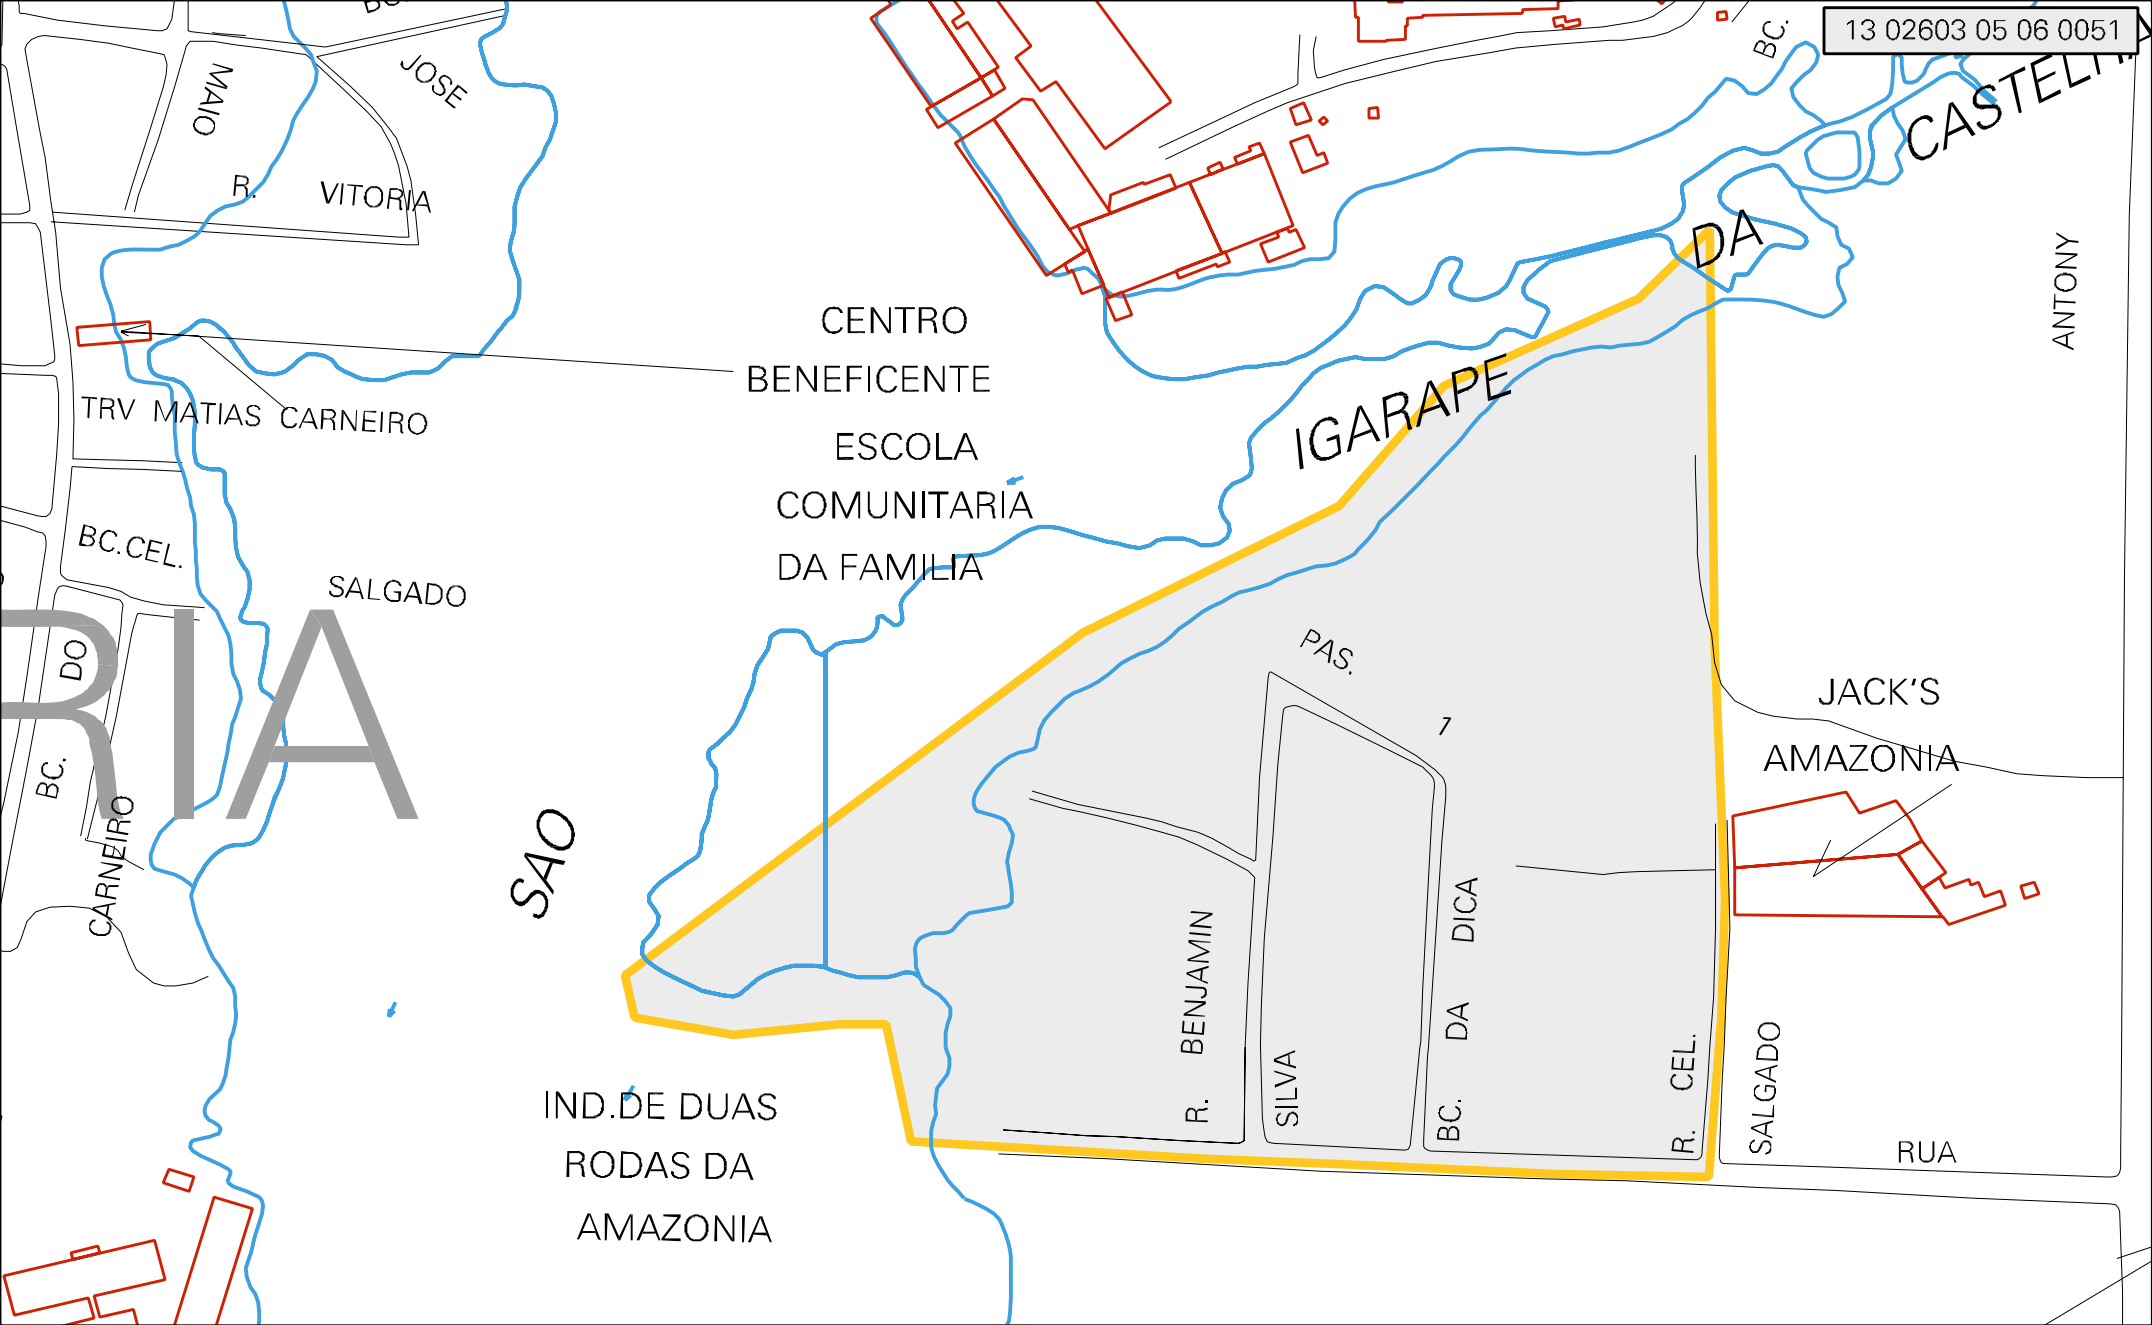 13 02603 05 06 0051
BC.
JOSE
MAIO
CASTELH
R. VITORIA
DA
ANTONY
CENTRO
BENEFICENTE
ESCOLA
COMUNITARIA
DA FAMILIA
IGARAPE
TRV MATIAS CARNEIRO
BC.CEL.
SALGADO
RIA
DO
BC.
CARNEIRO
PAS.
1
JACK'S
AMAZONIA
SAO
R. BENJAMIN
SILVA
BC. DA DICA
R. CEL.
SALGADO
RUA
IND.DE DUAS
RODAS DA
AMAZONIA